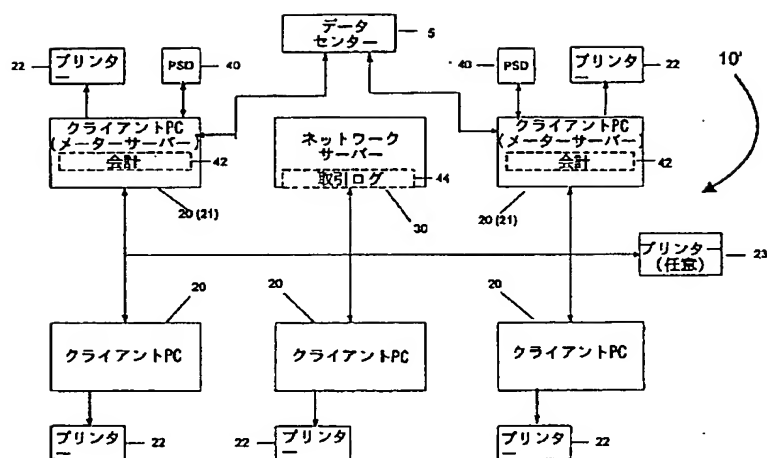 データ
センター
5
22
プリンタ
ー
PSD
40
40
PSD
プリンタ
ー
22
10'
クライアントPC
(メーターサーバー)
会計
42
20 (21)
ネットワーク
サーバー
取引ログ
44
30
クライアントPC
(メーターサーバー)
会計
42
20 (21)
プリンター
(任意)
23
20
クライアントPC
20
クライアントPC
20
クライアントPC
プリンタ
ー
22
22
プリンタ
ー
プリンタ
ー
22